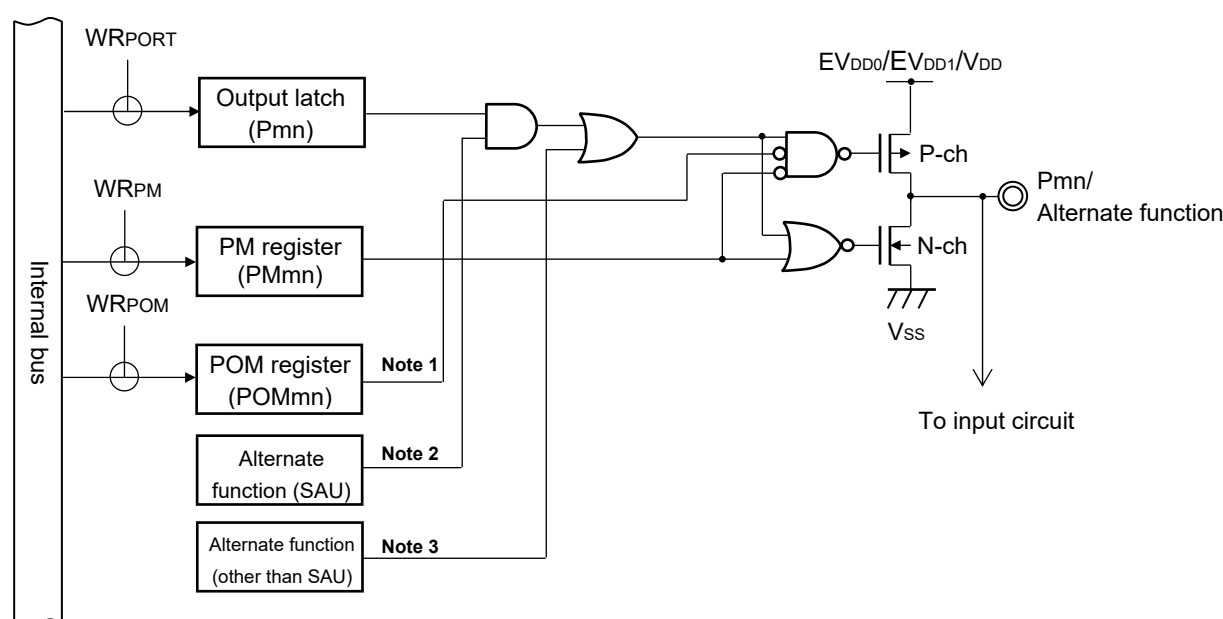 WRPORT
Output latch
(Pmn)
EVDD0/EVDD1/VDD
P-ch
Pmn/
Alternate function
N-ch
VSS
WRPM
PM register
(PMmn)
Internal bus
WRPOM
POM register
(POMmn)
Note 1
To input circuit
Alternate
function (SAU)
Note 2
Alternate function
(other than SAU)
Note 3